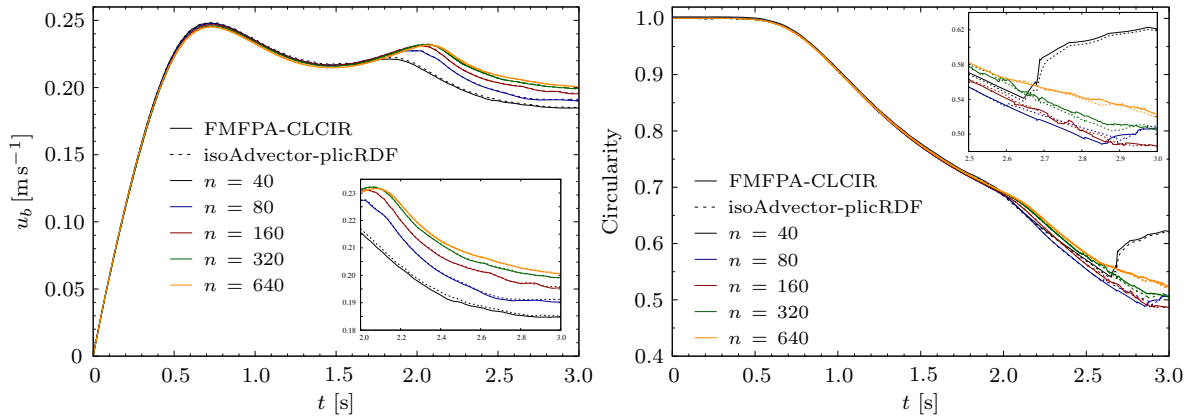 0.25
0.20
0.15
0.10
0.05
0
u_b [m s⁻¹]
FMFPA-CLCIR
isoAdvector-plicRDF
n = 40
n = 80
n = 160
n = 320
n = 640
0.23
0.22
0.21
0.20
0.19
0.18
2.0 2.2 2.4 2.6 2.8 3.0
0 0.5 1.0 1.5 2.0 2.5 3.0
t [s]
1.0
0.9
0.8
0.7
0.6
0.5
0.4
Circularity
0.62
0.58
0.54
0.50
2.5 2.6 2.7 2.8 2.9 3.0
FMFPA-CLCIR
isoAdvector-plicRDF
n = 40
n = 80
n = 160
n = 320
n = 640
0 0.5 1.0 1.5 2.0 2.5 3.0
t [s]